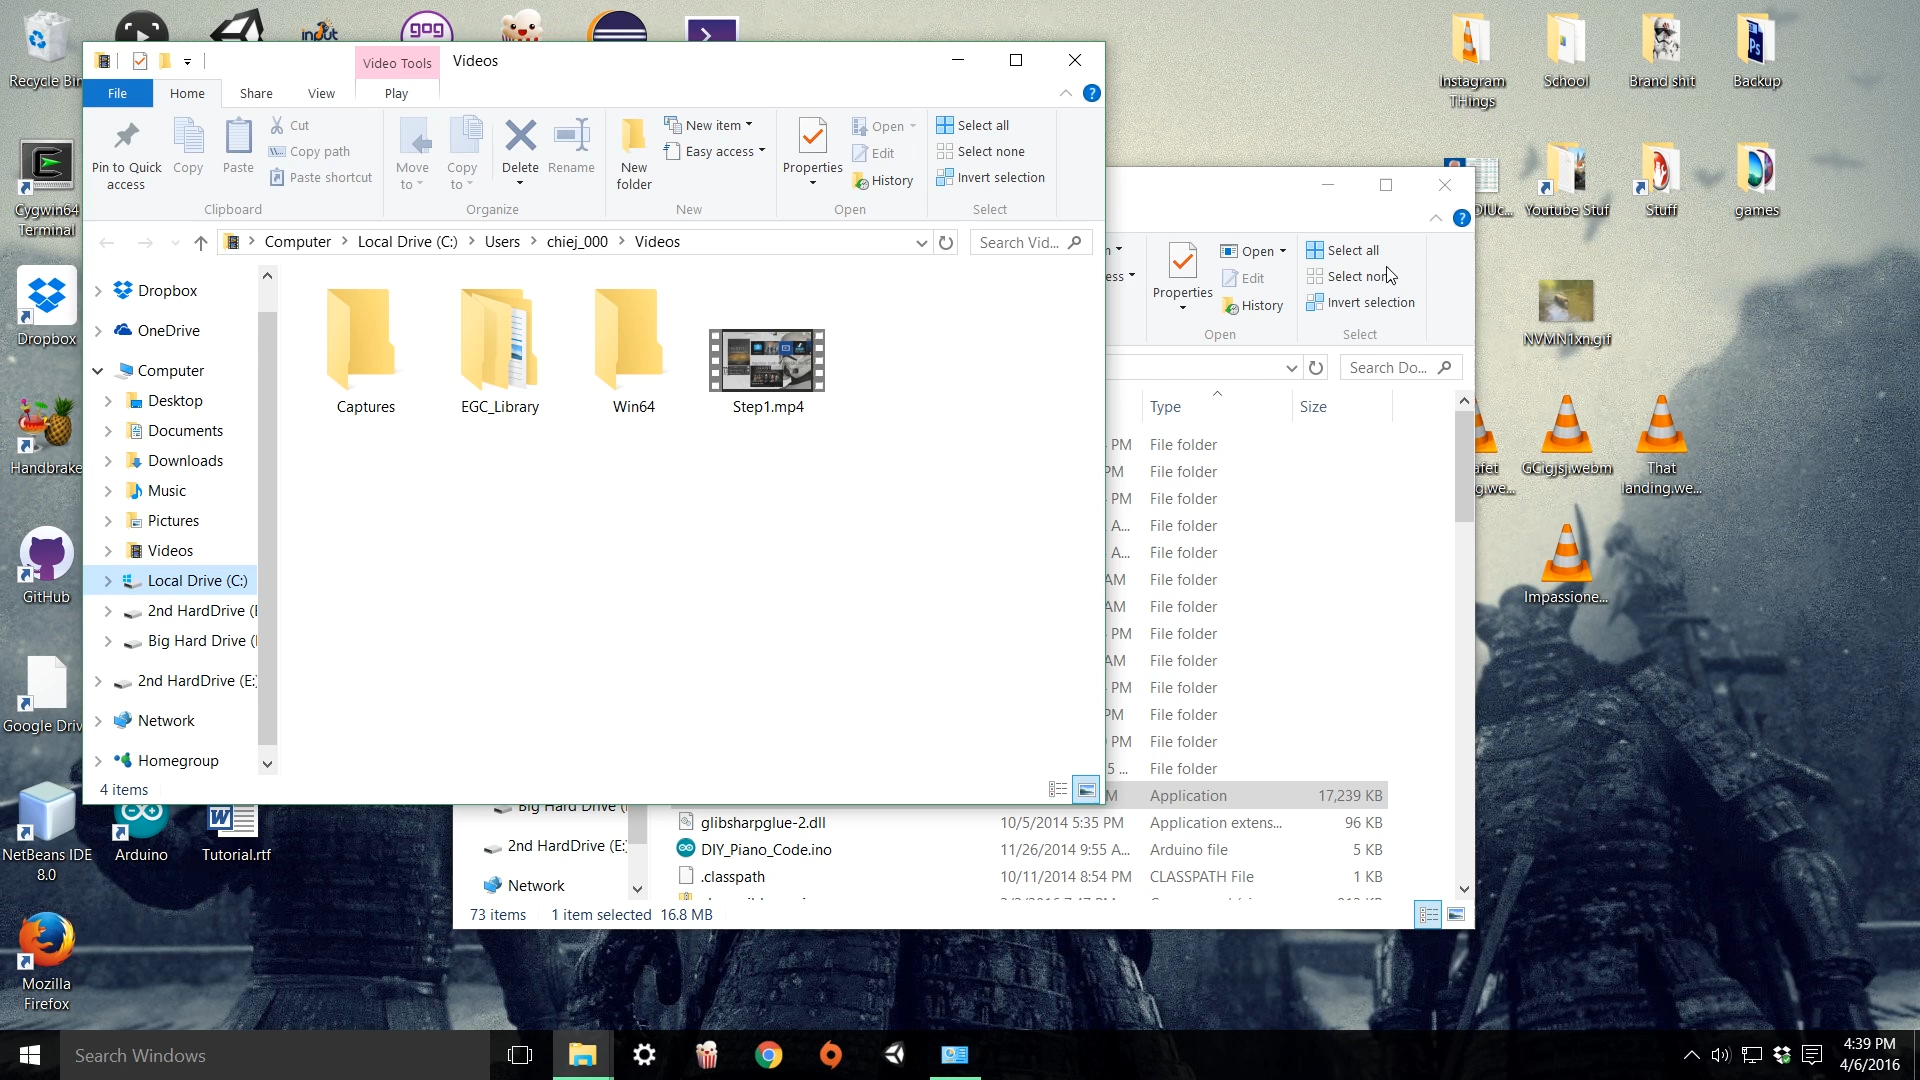 Recycle Bin
input
gog
Instagram THings
School
Brand shit
Backup
Video Tools
Videos
File
Home
Share
View
Play
Pin to Quick access
Copy
Paste
Cut
Copy path
Paste shortcut
Clipboard
Move to
Copy to
Delete
Rename
Organize
New folder
New item
Easy access
New
Properties
Open
Edit
History
Open
Select all
Select none
Invert selection
Select
Cygwin64 Terminal
Computer
Local Drive (C:)
Users
chiej_000
Videos
Search Vid...
Youtube Stuf
Stuff
games
Properties
Open
Edit
History
Open
Select all
Select none
Invert selection
Select
Search Do...
Dropbox
OneDrive
Computer
Desktop
Documents
Downloads
Music
Pictures
Videos
Local Drive (C:)
2nd HardDrive (
Big Hard Drive (
2nd HardDrive (E:
Network
Homegroup
4 items
Captures
EGC_Library
Win64
Step1.mp4
Type
Size
PM File folder
PM File folder
PM File folder
A... File folder
A... File folder
AM File folder
AM File folder
PM File folder
AM File folder
PM File folder
PM File folder
PM File folder
5 ... File folder
M Application 17,239 KB
glibsharpglue-2.dll 10/5/2014 5:35 PM Application extens... 96 KB
DIY_Piano_Code.ino 11/26/2014 9:55 A... Arduino file 5 KB
.classpath 10/11/2014 8:54 PM CLASSPATH File 1 KB
Big Hard Drive (
2nd HardDrive (E:
Network
73 items 1 item selected 16.8 MB
Dropbox
Handbrake
GitHub
Google Driv
NetBeans IDE 8.0
Arduino
Tutorial.rtf
Mozilla Firefox
NVMN1xn.gif
GCigjsj.webm
That landing.we...
Impassione...
Search Windows
4:39 PM
4/6/2016